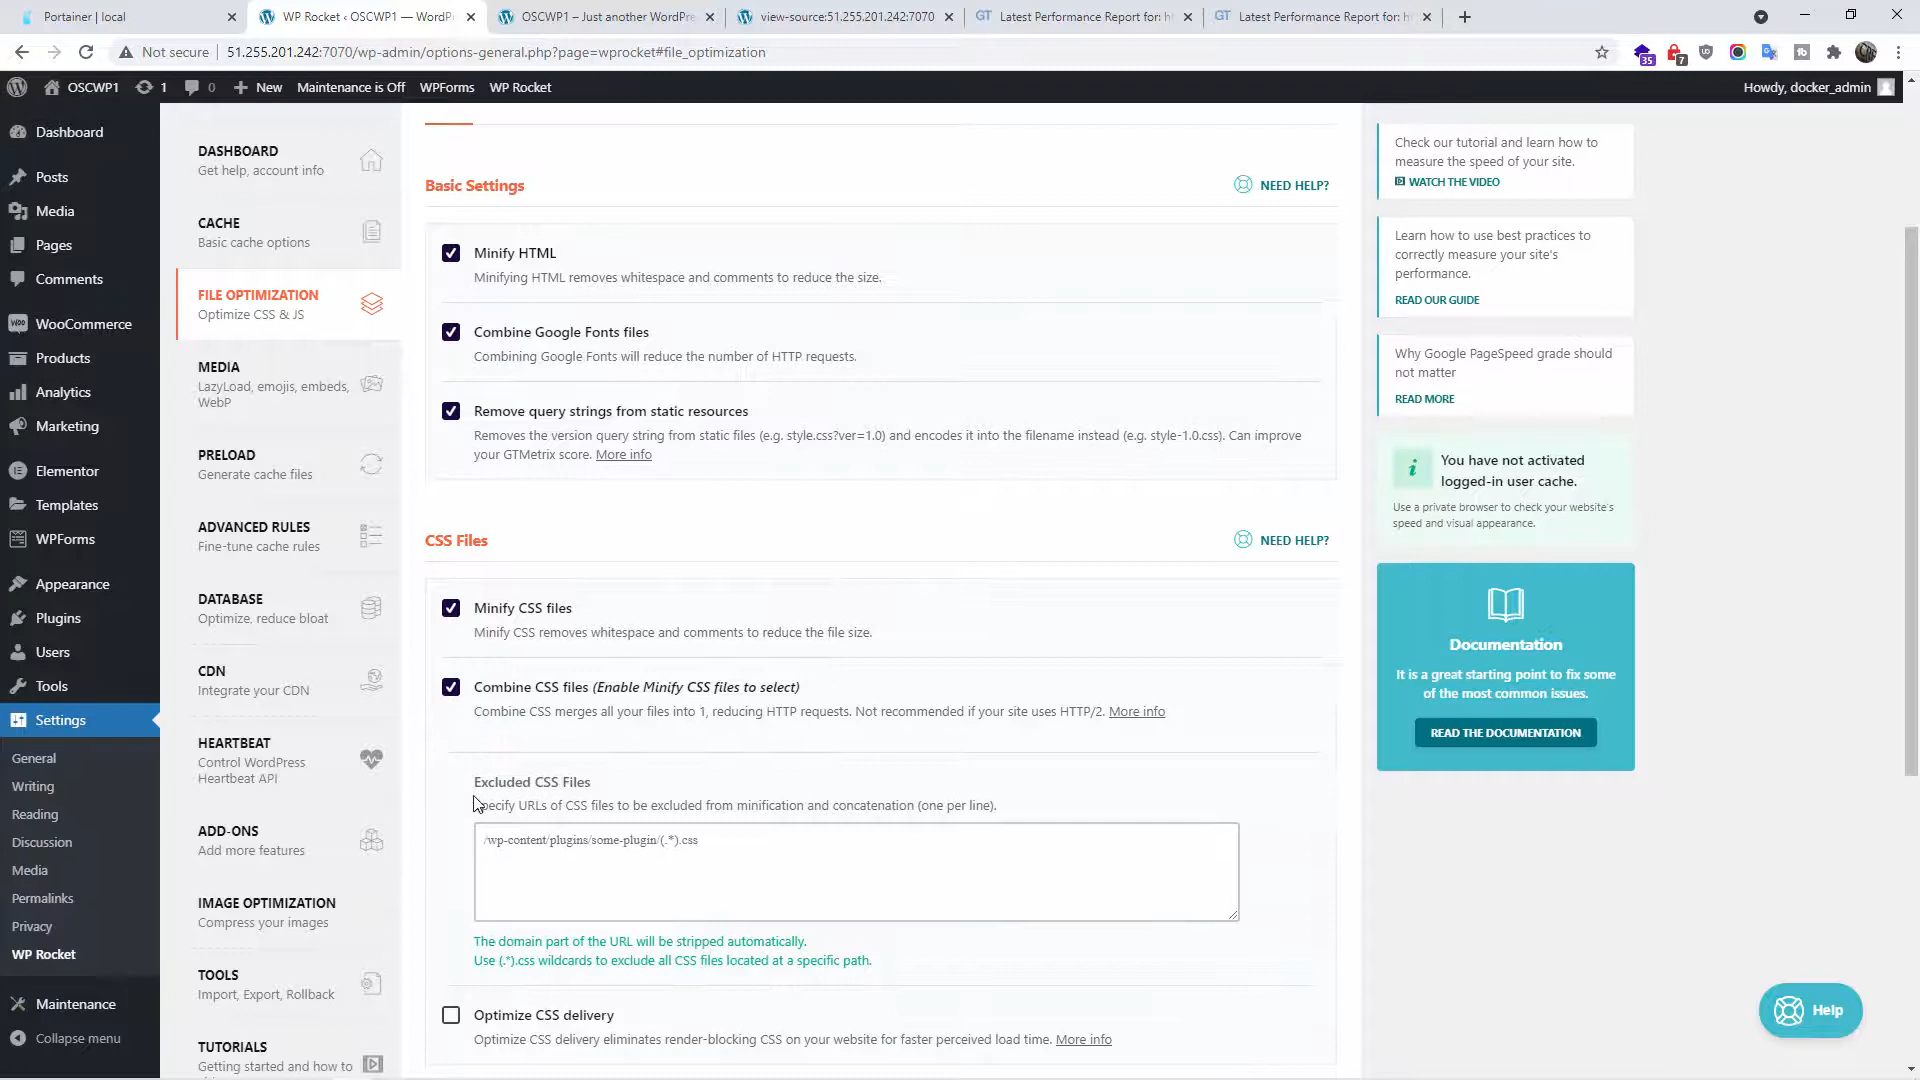 Portainer | local
WP Rocket ‹ OSCWP1 — WordPr
OSCWP1 – Just another WordPre
view-source:51.255.201.242:7070
GT Latest Performance Report for: ht
GT Latest Performance Report for: ht
Not secure
51.255.201.242:7070/wp-admin/options-general.php?page=wprocket#file_optimization
35
7
OSCWP1
1
0
New
Maintenance is Off
WPForms
WP Rocket
Howdy, docker_admin
Dashboard
Posts
Media
Pages
Comments
WooCommerce
Products
Analytics
Marketing
Elementor
Templates
WPForms
Appearance
Plugins
Users
Tools
Settings
General
Writing
Reading
Discussion
Media
Permalinks
Privacy
WP Rocket
Maintenance
Collapse menu
DASHBOARD
Get help, account info
CACHE
Basic cache options
FILE OPTIMIZATION
Optimize CSS & JS
MEDIA
LazyLoad, emojis, embeds,
WebP
PRELOAD
Generate cache files
ADVANCED RULES
Fine-tune cache rules
DATABASE
Optimize, reduce bloat
CDN
Integrate your CDN
HEARTBEAT
Control WordPress
Heartbeat API
ADD-ONS
Add more features
IMAGE OPTIMIZATION
Compress your images
TOOLS
Import, Export, Rollback
TUTORIALS
Getting started and how to
Basic Settings
NEED HELP?
Minify HTML
Minifying HTML removes whitespace and comments to reduce the size.
Combine Google Fonts files
Combining Google Fonts will reduce the number of HTTP requests.
Remove query strings from static resources
Removes the version query string from static files (e.g. style.css?ver=1.0) and encodes it into the filename instead (e.g. style-1.0.css). Can improve
your GTMetrix score. More info
CSS Files
NEED HELP?
Minify CSS files
Minify CSS removes whitespace and comments to reduce the file size.
Combine CSS files (Enable Minify CSS files to select)
Combine CSS merges all your files into 1, reducing HTTP requests. Not recommended if your site uses HTTP/2. More info
Excluded CSS Files
Specify URLs of CSS files to be excluded from minification and concatenation (one per line).
/wp-content/plugins/some-plugin/(.*).css
The domain part of the URL will be stripped automatically.
Use (.*).css wildcards to exclude all CSS files located at a specific path.
Optimize CSS delivery
Optimize CSS delivery eliminates render-blocking CSS on your website for faster perceived load time. More info
Check our tutorial and learn how to
measure the speed of your site.
WATCH THE VIDEO
Learn how to use best practices to
correctly measure your site's
performance.
READ OUR GUIDE
Why Google PageSpeed grade should
not matter
READ MORE
You have not activated
logged-in user cache.
Use a private browser to check your website's
speed and visual appearance.
Documentation
It is a great starting point to fix some
of the most common issues.
READ THE DOCUMENTATION
Help